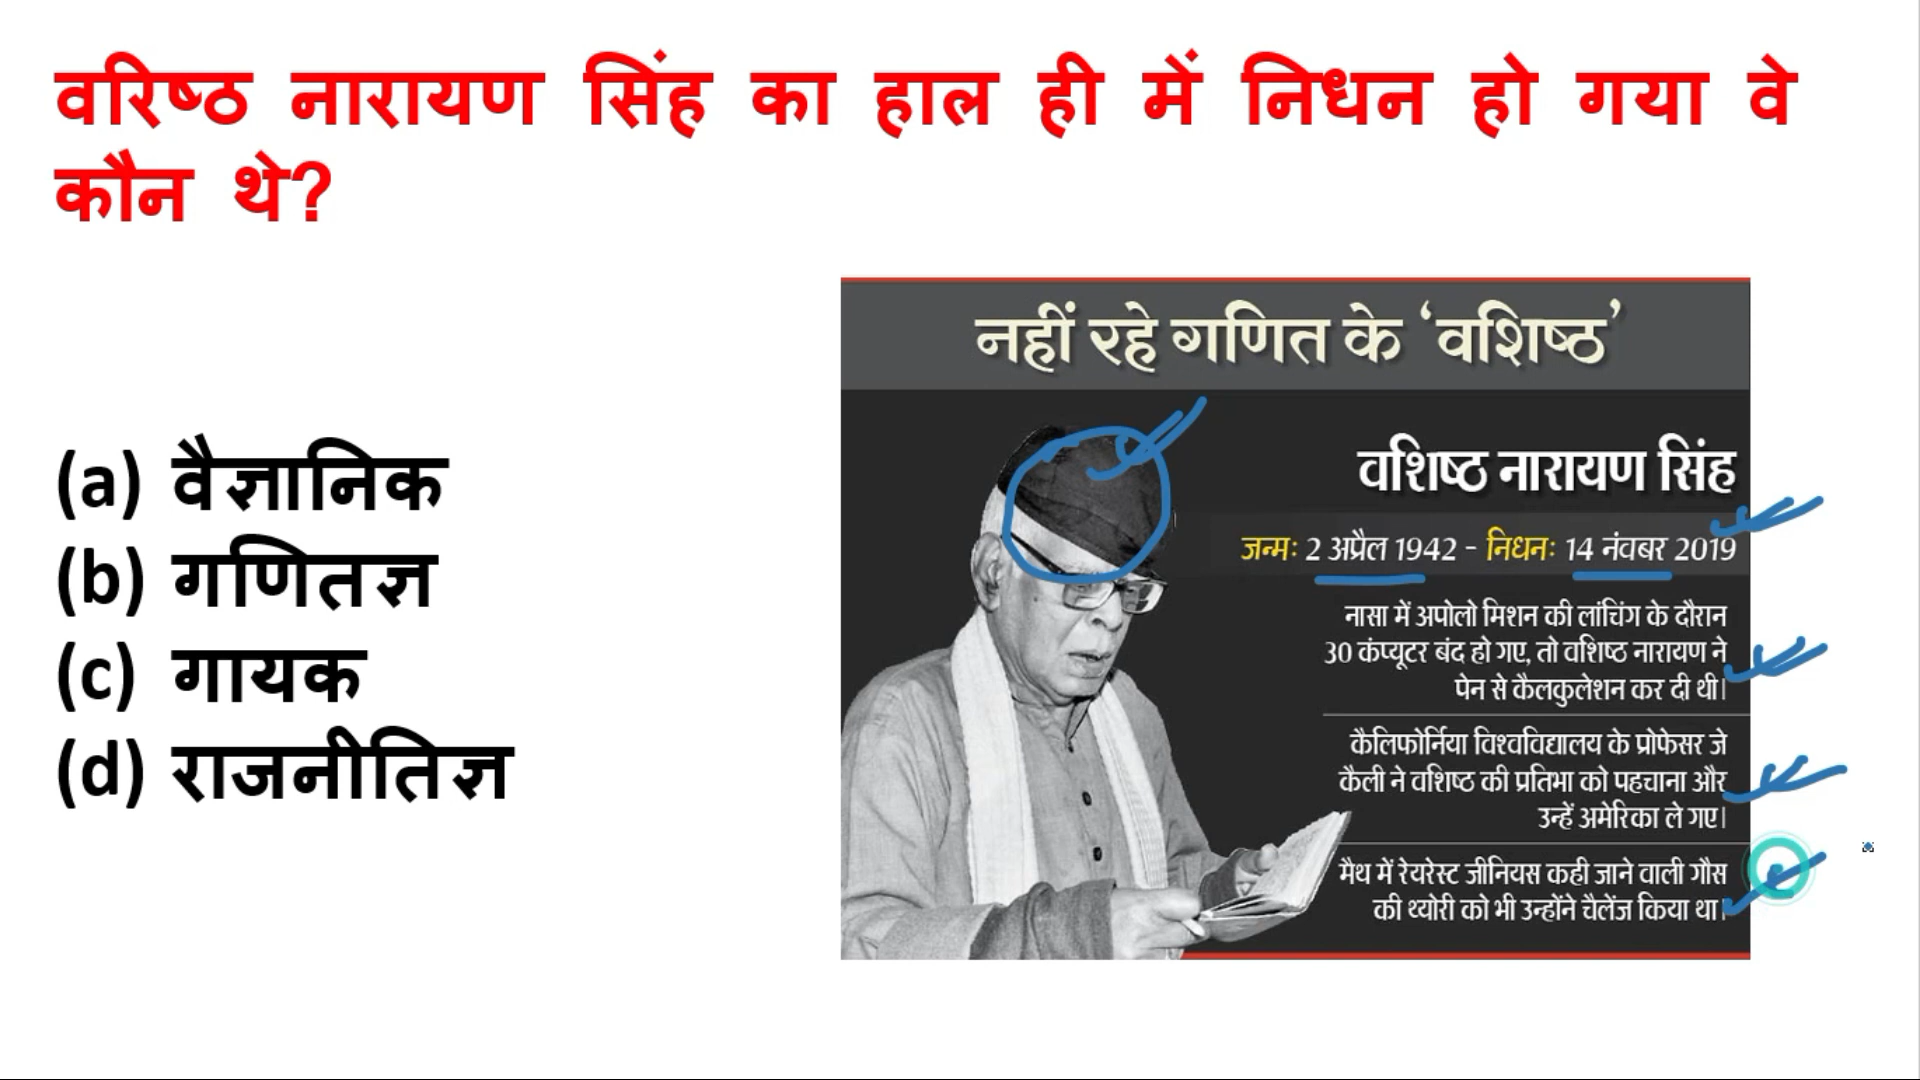 वरिष्ठ नारायण सिंह का हाल ही में निधन हो गया वे
कौन थे?
(a) वैज्ञानिक
(b) गणितज्ञ
(c) गायक
(d) राजनीतिज्ञ
नहीं रहे गणित के ‘वशिष्ठ’
वशिष्ठ नारायण सिंह
जन्मः 2 अप्रैल 1942 - निधनः 14 नंवबर 2019
नासा में अपोलो मिशन की लांचिंग के दौरान
30 कंप्यूटर बंद हो गए, तो वशिष्ठ नारायण ने
पेन से कैलकुलेशन कर दी थी।
कैलिफोर्निया विश्वविद्यालय के प्रोफेसर जे
कैली ने वशिष्ठ की प्रतिभा को पहचाना और
उन्हें अमेरिका ले गए।
मैथ में रेयरेस्ट जीनियस कही जाने वाली गौस
की थ्योरी को भी उन्होंने चैलेंज किया था।